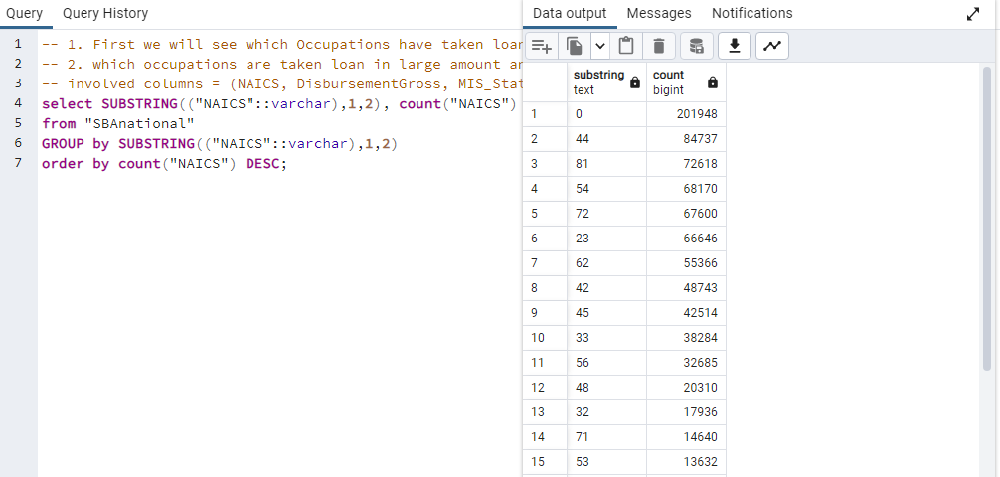 Query Query History
1 -- 1. First we will see which Occupations have taken loan
2 -- 2. which occupations are taken loan in large amount an
3 -- involved columns = (NAICS, DisbursementGross, MIS_Stat
4 select SUBSTRING(("NAICS"::varchar),1,2), count("NAICS")
5 from "SBAnational"
6 GROUP by SUBSTRING(("NAICS"::varchar),1,2)
7 order by count("NAICS") DESC;
Data output Messages Notifications
substring count
text bigint
1 0 201948
2 44 84737
3 81 72618
4 54 68170
5 72 67600
6 23 66646
7 62 55366
8 42 48743
9 45 42514
10 33 38284
11 56 32685
12 48 20310
13 32 17936
14 71 14640
15 53 13632